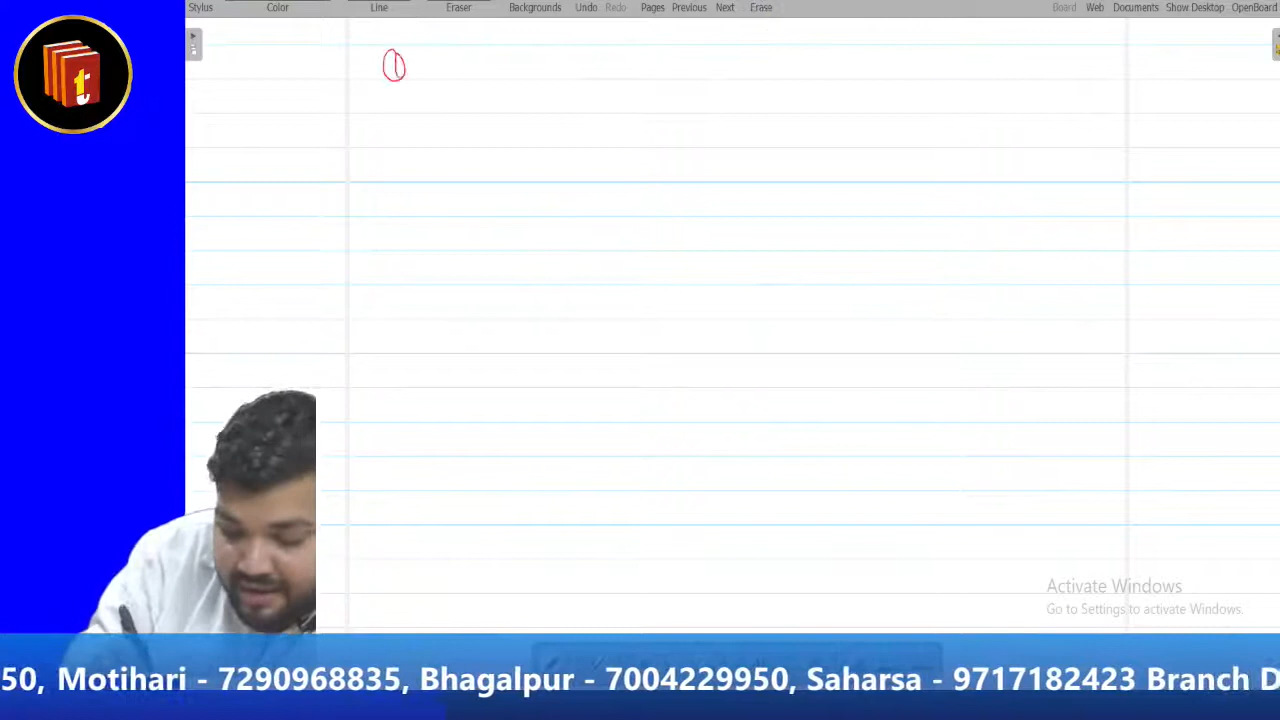 Stylus Color Line Eraser Backgrounds Undo Redo Pages Previous Next Erase Board Web Documents Show Desktop OpenBoard
t
1
Activate Windows
Go to Settings to activate Windows.
50, Motihari - 7290968835, Bhagalpur - 7004229950, Saharsa - 9717182423 Branch D